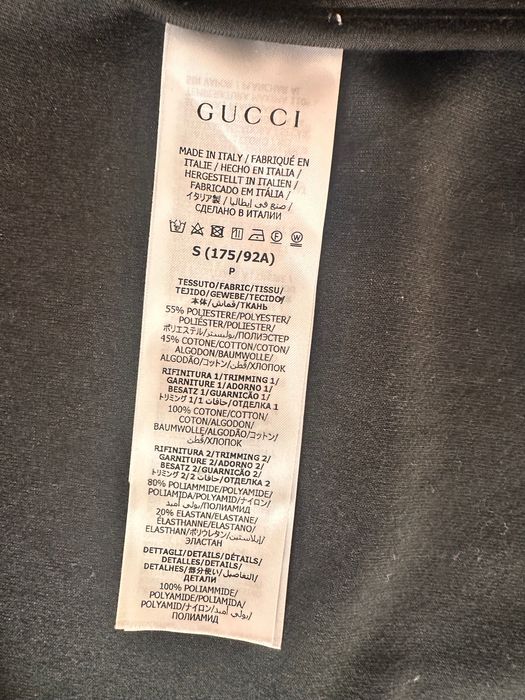 GUCCI
MADE IN ITALY / FABRIQUÉ EN
ITALIE / HECHO EN ITALIA /
HERGESTELLT IN ITALIEN /
FABRICADO EM ITÁLIA /
イタリア製 / صنع في إيطاليا /
СДЕЛАНО В ИТАЛИИ
S (175/92A)
P
TESSUTO/FABRIC/TISSU/
TEJIDO/GEWEBE/TECIDO/
本体/قماش/ТКАНЬ
55% POLIESTERE/POLYESTER/
POLIÉSTER/POLIESTER/
ポリエステル/بوليستر/ПОЛИЭСТЕР
45% COTONE/COTTON/COTON/
ALGODON/BAUMWOLLE/
ALGODÃO/コットン/قطن/ХЛОПОК
RIFINITURA 1/TRIMMING 1/
GARNITURE 1/ADORNO 1/
BESATZ 1/GUARNIÇÃO 1/
トリミング 1/حافات 1/ОТДЕЛКА 1
100% COTONE/COTTON/
COTON/ALGODON/
BAUMWOLLE/ALGODÃO/コットン/
قطن/ХЛОПОК
RIFINITURA 2/TRIMMING 2/
GARNITURE 2/ADORNO 2/
BESATZ 2/GUARNIÇÃO 2/
トリミング 2/حافات 2/ОТДЕЛКА 2
80% POLIAMMIDE/POLYAMIDE/
POLIAMIDA/POLYAMID/ナイロン/
بولي أميد/ПОЛИАМИД
20% ELASTAN/ELASTANE/
ÉLASTHANNE/ELASTANO/
ELASTHAN/ポリウレタン/إيلاستين/
ЭЛАСТАН
DETTAGLI/DETAILS/DÉTAILS/
DETALLES/DETAILS/
DETALHES/部分使い/التفاصيل/
ДЕТАЛИ
100% POLIAMMIDE/
POLYAMIDE/POLIAMIDA/
POLYAMID/ナイロン/بولي أميد/
ПОЛИАМИД